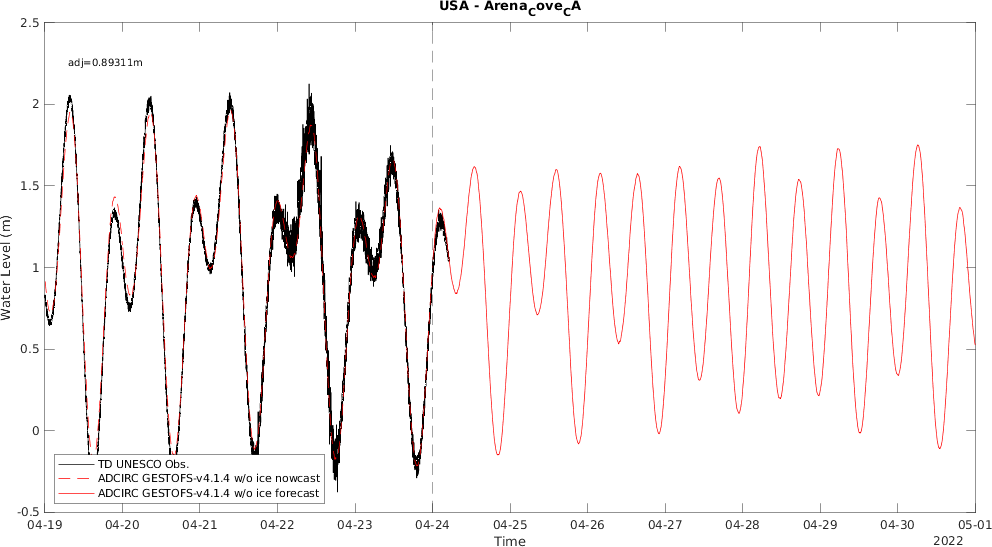 USA - ArenaCoveCA
adj=0.89311m
2.5
2
1.5
1
0.5
0
-0.5
Water Level (m)
TD UNESCO Obs.
ADCIRC GESTOFS-v4.1.4 w/o ice nowcast
ADCIRC GESTOFS-v4.1.4 w/o ice forecast
04-19 04-20 04-21 04-22 04-23 04-24 04-25 04-26 04-27 04-28 04-29 04-30 05-01
Time
2022